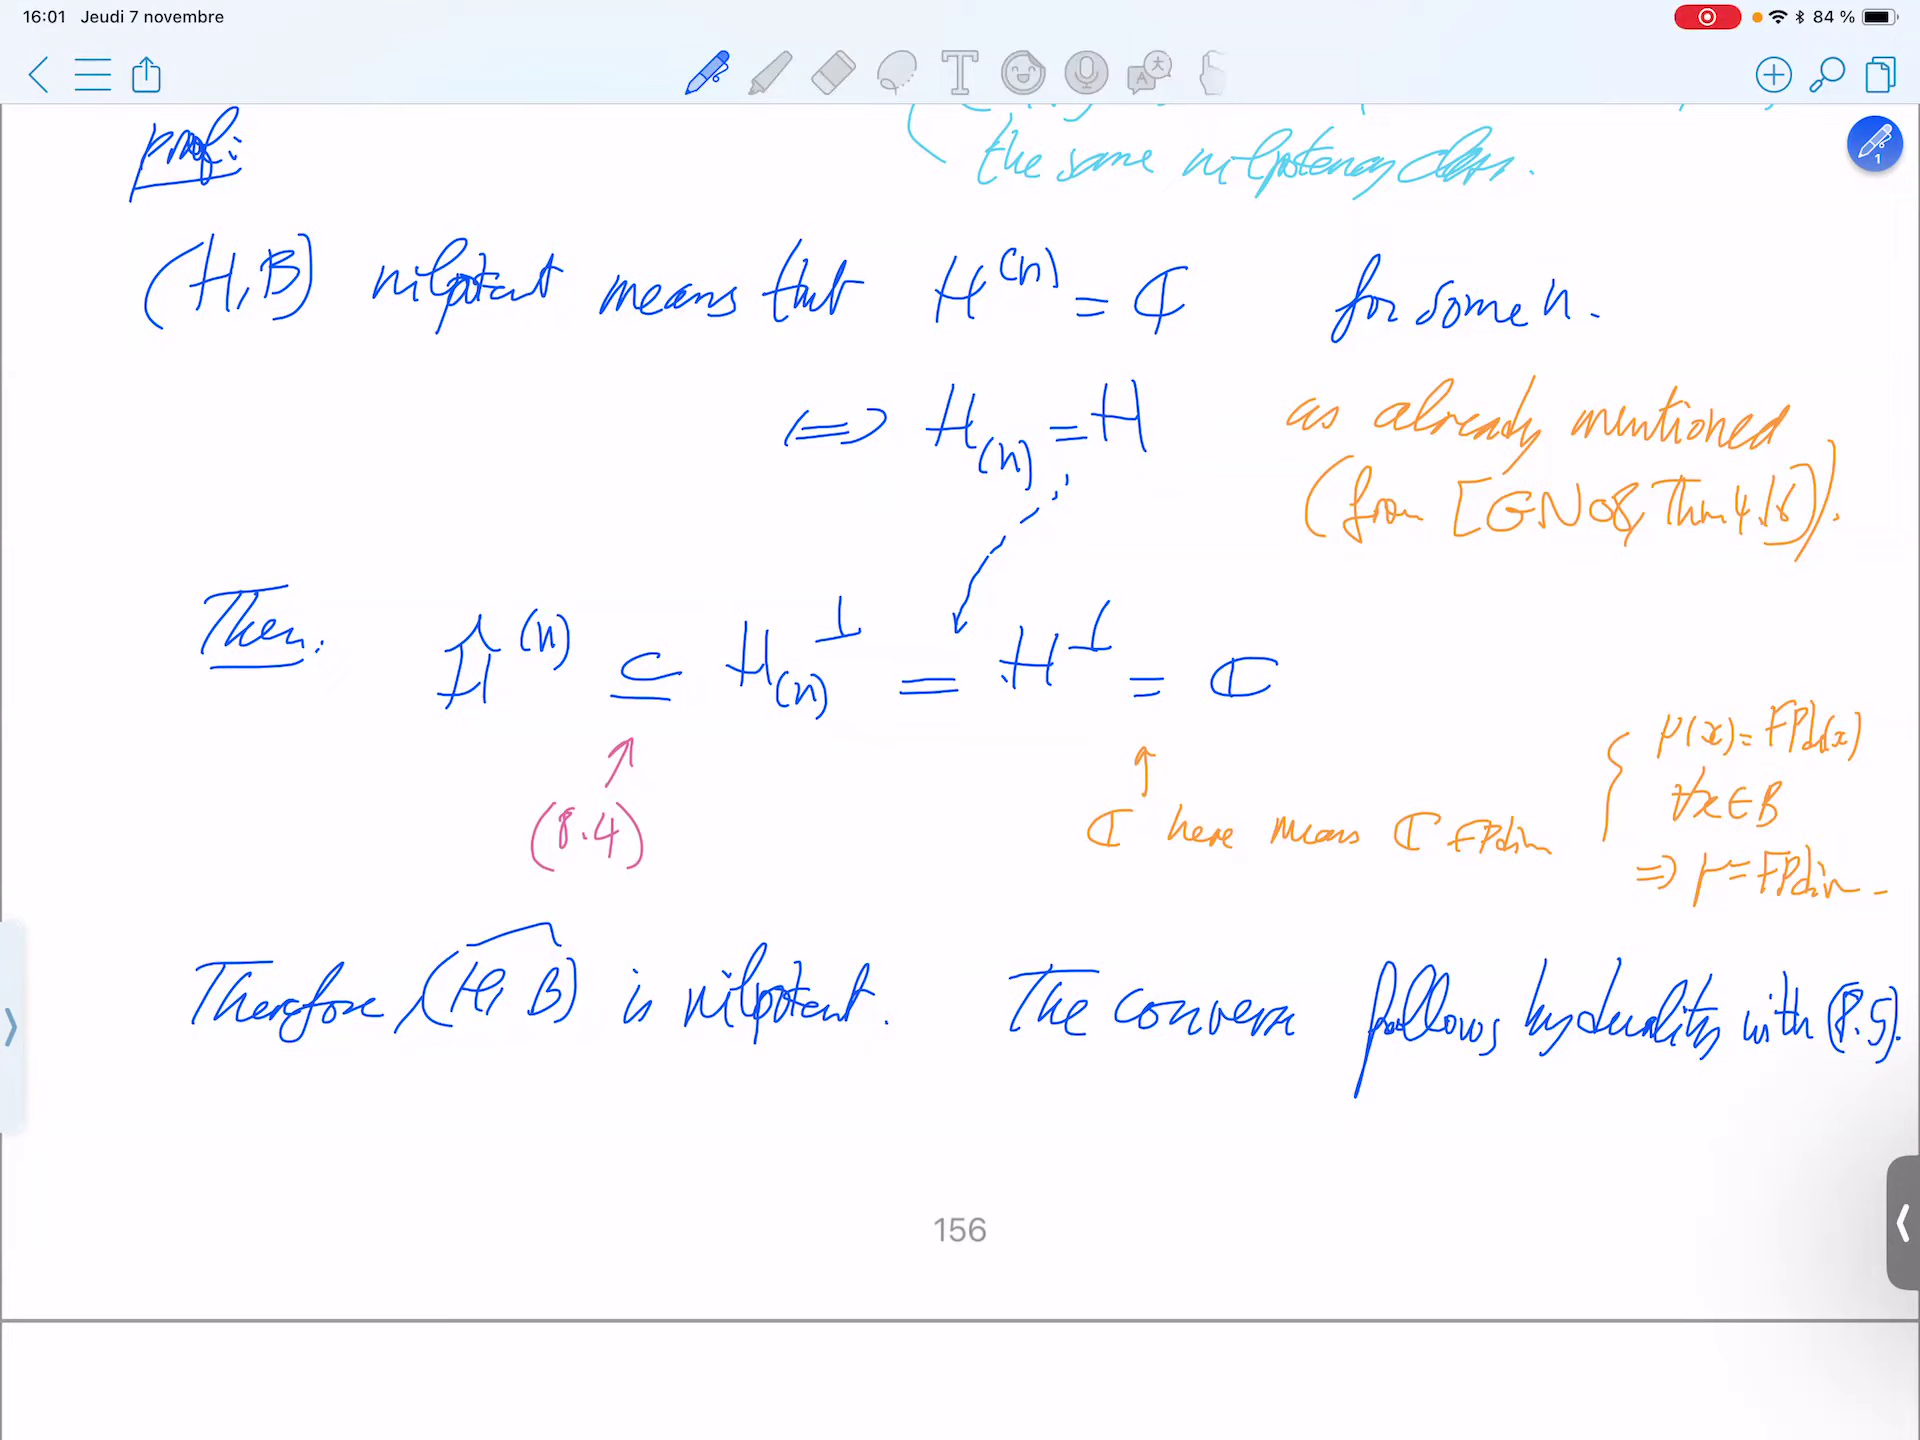 16:01 Jeudi 7 novembre 84 %
1
proof:
the same nilpotency class.
(H,B) nilpotent means that H^(n) = ℂ for some n.
⟺ H_(n) = H as already mentioned
(from [GN08, Thm 4.16]).
Then: Ĥ^(n) ⊆ H_(n)^⊥ = H^⊥ = ℂ
(8.4)
ℂ here means ℂ FPdim
μ(x) = FPdim(x)
∀x ∈ B
⇒ μ = FPdim.
Therefore, (H, B)^ is nilpotent. The converse follows by duality with (8.5).
156